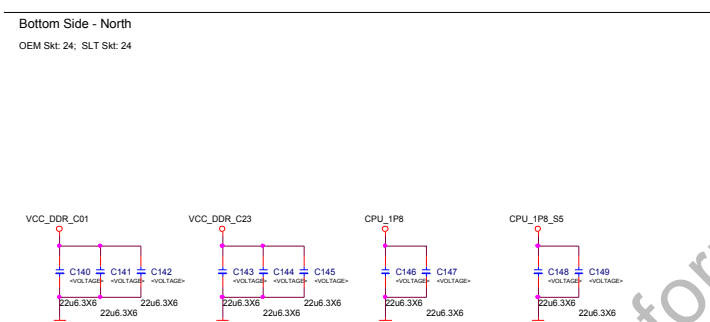 Bottom Side - North
OEM Skt: 24; SLT Skt: 24
VCC_DDR_C01 VCC_DDR_C23 CPU_1P8 CPU_1P8_S5
C140 C141 C142 C143 C144 C145 C146 C147 C148 C149
<VOLTAGE> <VOLTAGE> <VOLTAGE> <VOLTAGE> <VOLTAGE> <VOLTAGE> <VOLTAGE> <VOLTAGE> <VOLTAGE> <VOLTAGE>
22u6.3X6 22u6.3X6 22u6.3X6 22u6.3X6 22u6.3X6 22u6.3X6
22u6.3X6 22u6.3X6 22u6.3X6 22u6.3X6
for